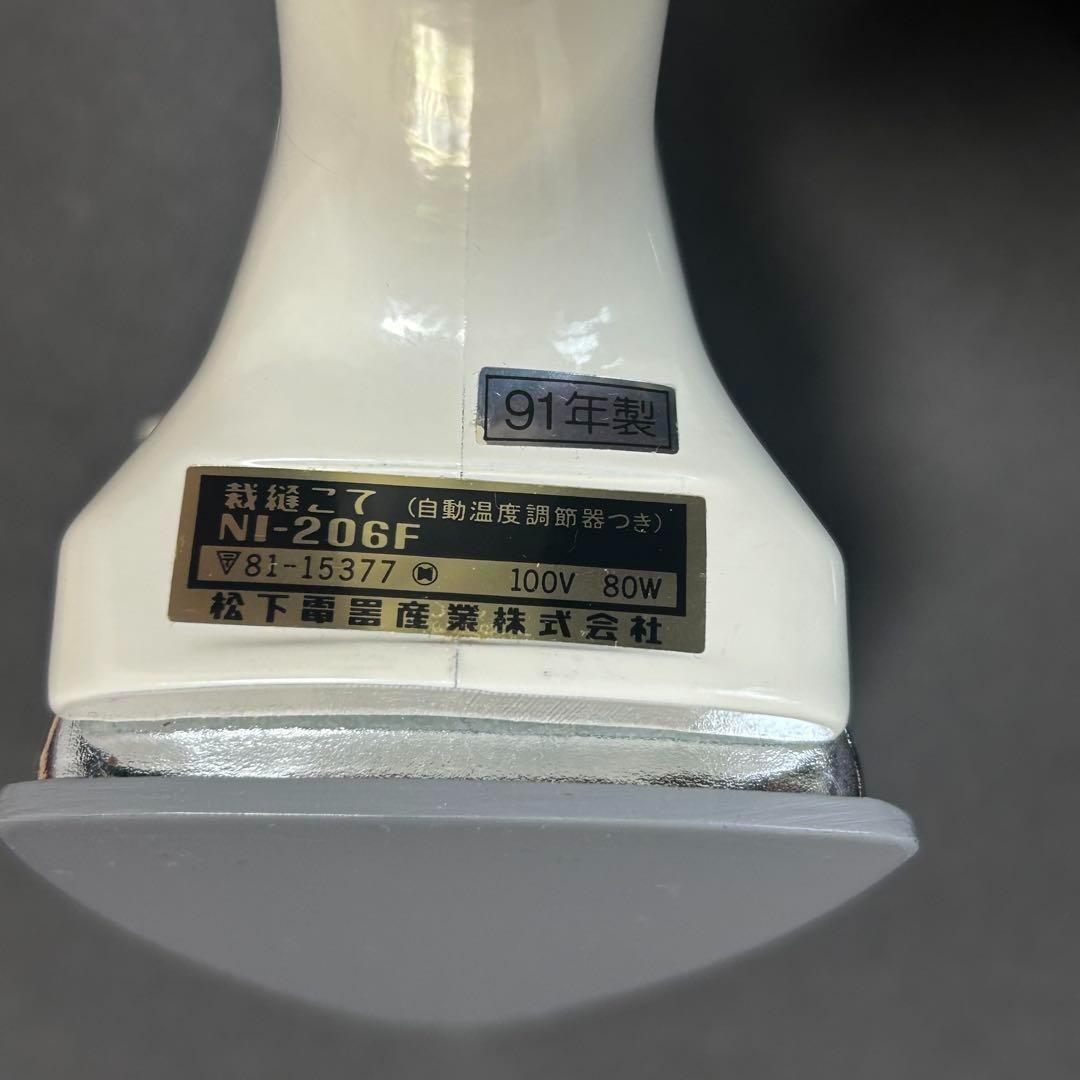 91年製
裁縫こて (自動温度調節器つき)
NI-206F
▽81-15377 100V 80W
松下電器産業株式会社